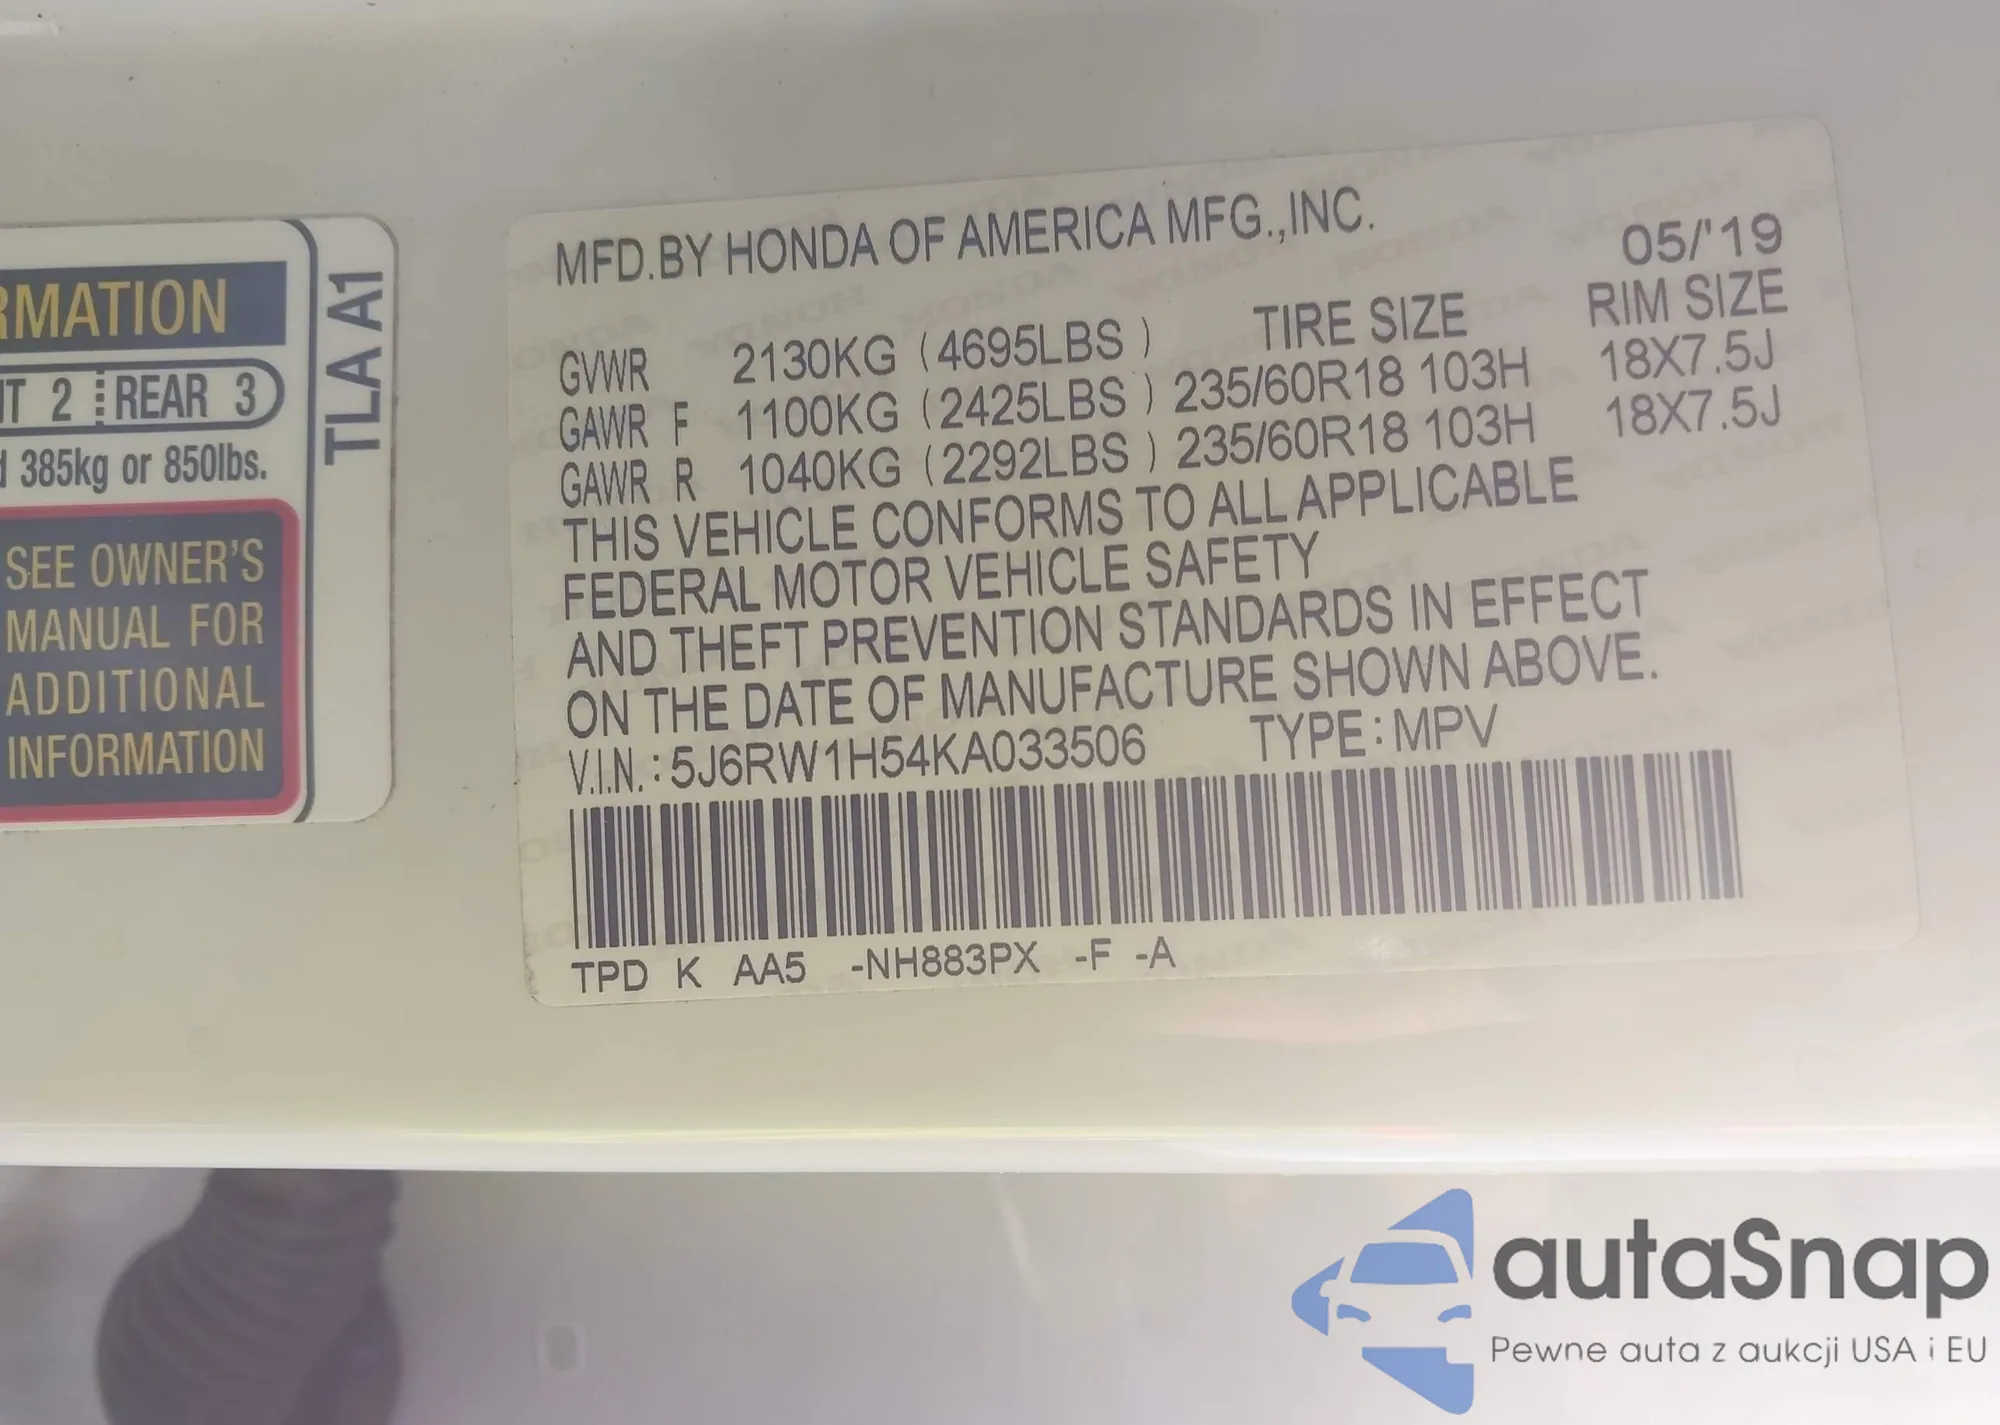 RMATION
NT 2 REAR 3
385kg or 850lbs.
SEE OWNER'S
MANUAL FOR
ADDITIONAL
INFORMATION
TLA A1
MFD.BY HONDA OF AMERICA MFG.,INC.
05/'19
GVWR 2130KG (4695LBS) TIRE SIZE RIM SIZE
GAWR F 1100KG (2425LBS) 235/60R18 103H 18X7.5J
GAWR R 1040KG (2292LBS) 235/60R18 103H 18X7.5J
THIS VEHICLE CONFORMS TO ALL APPLICABLE
FEDERAL MOTOR VEHICLE SAFETY
AND THEFT PREVENTION STANDARDS IN EFFECT
ON THE DATE OF MANUFACTURE SHOWN ABOVE.
V.I.N.:5J6RW1H54KA033506 TYPE:MPV
TPD K AA5 -NH883PX -F -A
autaSnap
Pewne auta z aukcji USA i EU